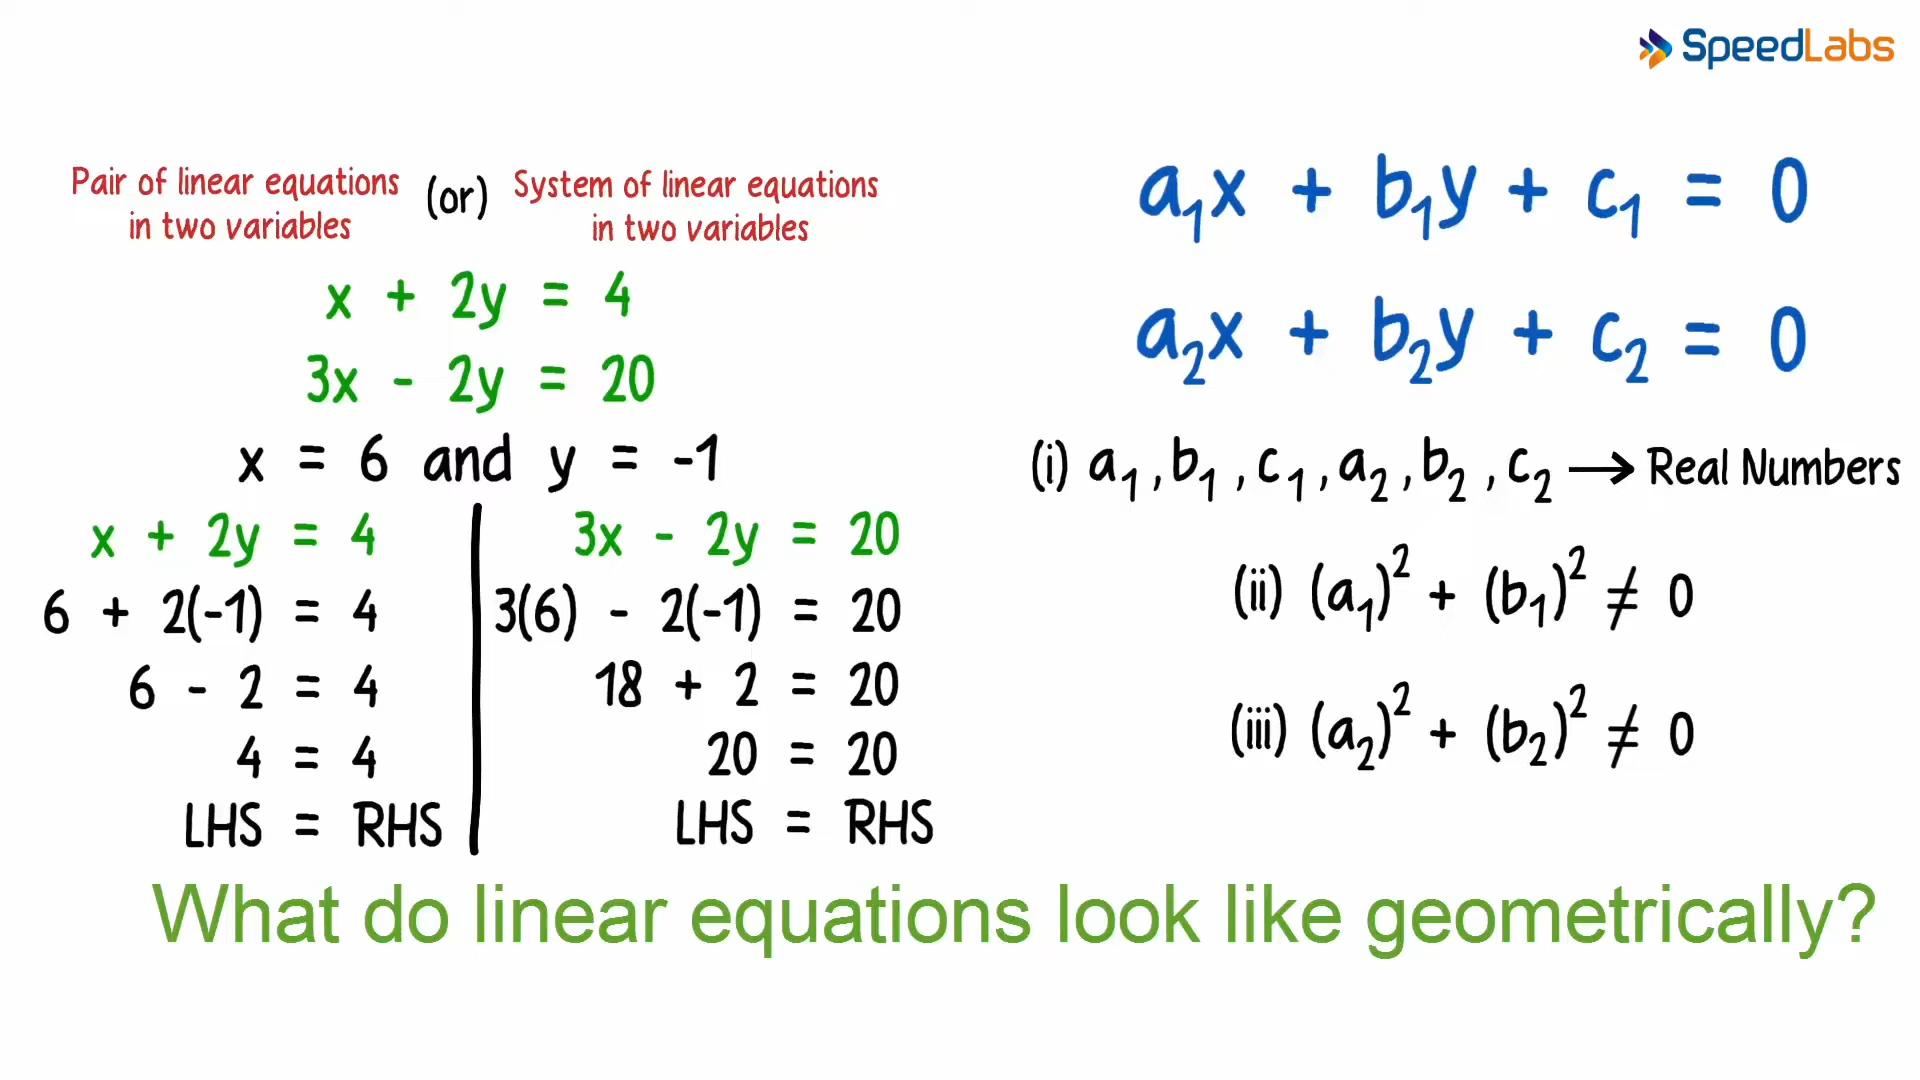 SpeedLabs
Pair of linear equations
in two variables
(or)
System of linear equations
in two variables
x + 2y = 4
3x - 2y = 20
x = 6 and y = -1
x + 2y = 4
6 + 2(-1) = 4
6 - 2 = 4
4 = 4
LHS = RHS
3x - 2y = 20
3(6) - 2(-1) = 20
18 + 2 = 20
20 = 20
LHS = RHS
a₁x + b₁y + c₁ = 0
a₂x + b₂y + c₂ = 0
(i) a₁ , b₁ , c₁ , a₂ , b₂ , c₂ → Real Numbers
(ii) (a₁)² + (b₁)² ≠ 0
(iii) (a₂)² + (b₂)² ≠ 0
What do linear equations look like geometrically?